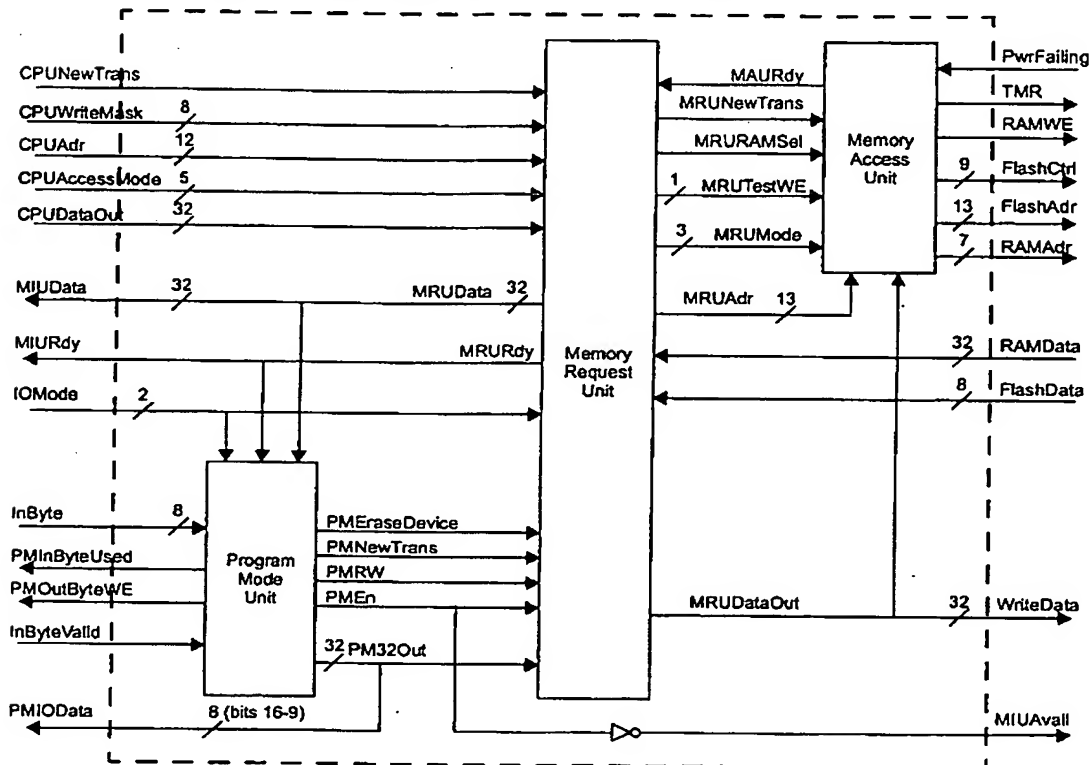 CPUNewTrans
CPUWriteMask
8
CPUAdr
12
CPUAccessMode
5
CPUDataOut
32
MIUData
32
MRUData
32
MIURdy
MRURdy
IOMode
2
InByte
8
PMInByteUsed
PMOutByteWE
InByteValid
PMIOData
8 (bits 16-9)
Program
Mode
Unit
PMEraseDevice
PMNewTrans
PMRW
PMEn
32
PM32Out
Memory
Request
Unit
MAURdy
MRUNewTrans
MRURAMSel
1
MRUTestWE
3
MRUMode
MRUAdr
13
Memory
Access
Unit
PwrFailing
TMR
RAMWE
9
FlashCtrl
13
FlashAdr
7
RAMAdr
32
RAMData
8
FlashData
MRUDataOut
32
WriteData
MIUAvail